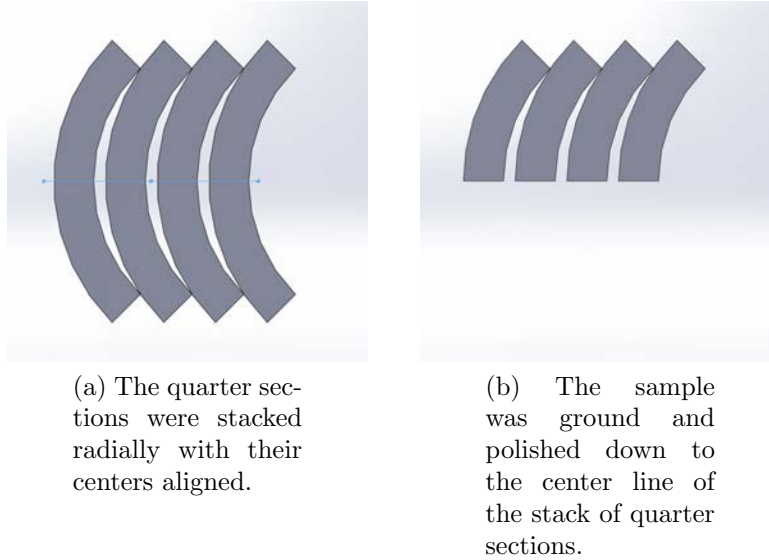 (a) The quarter sec-
tions were stacked
radially with their
centers aligned.
(b) The sample
was ground and
polished down to
the center line of
the stack of quarter
sections.